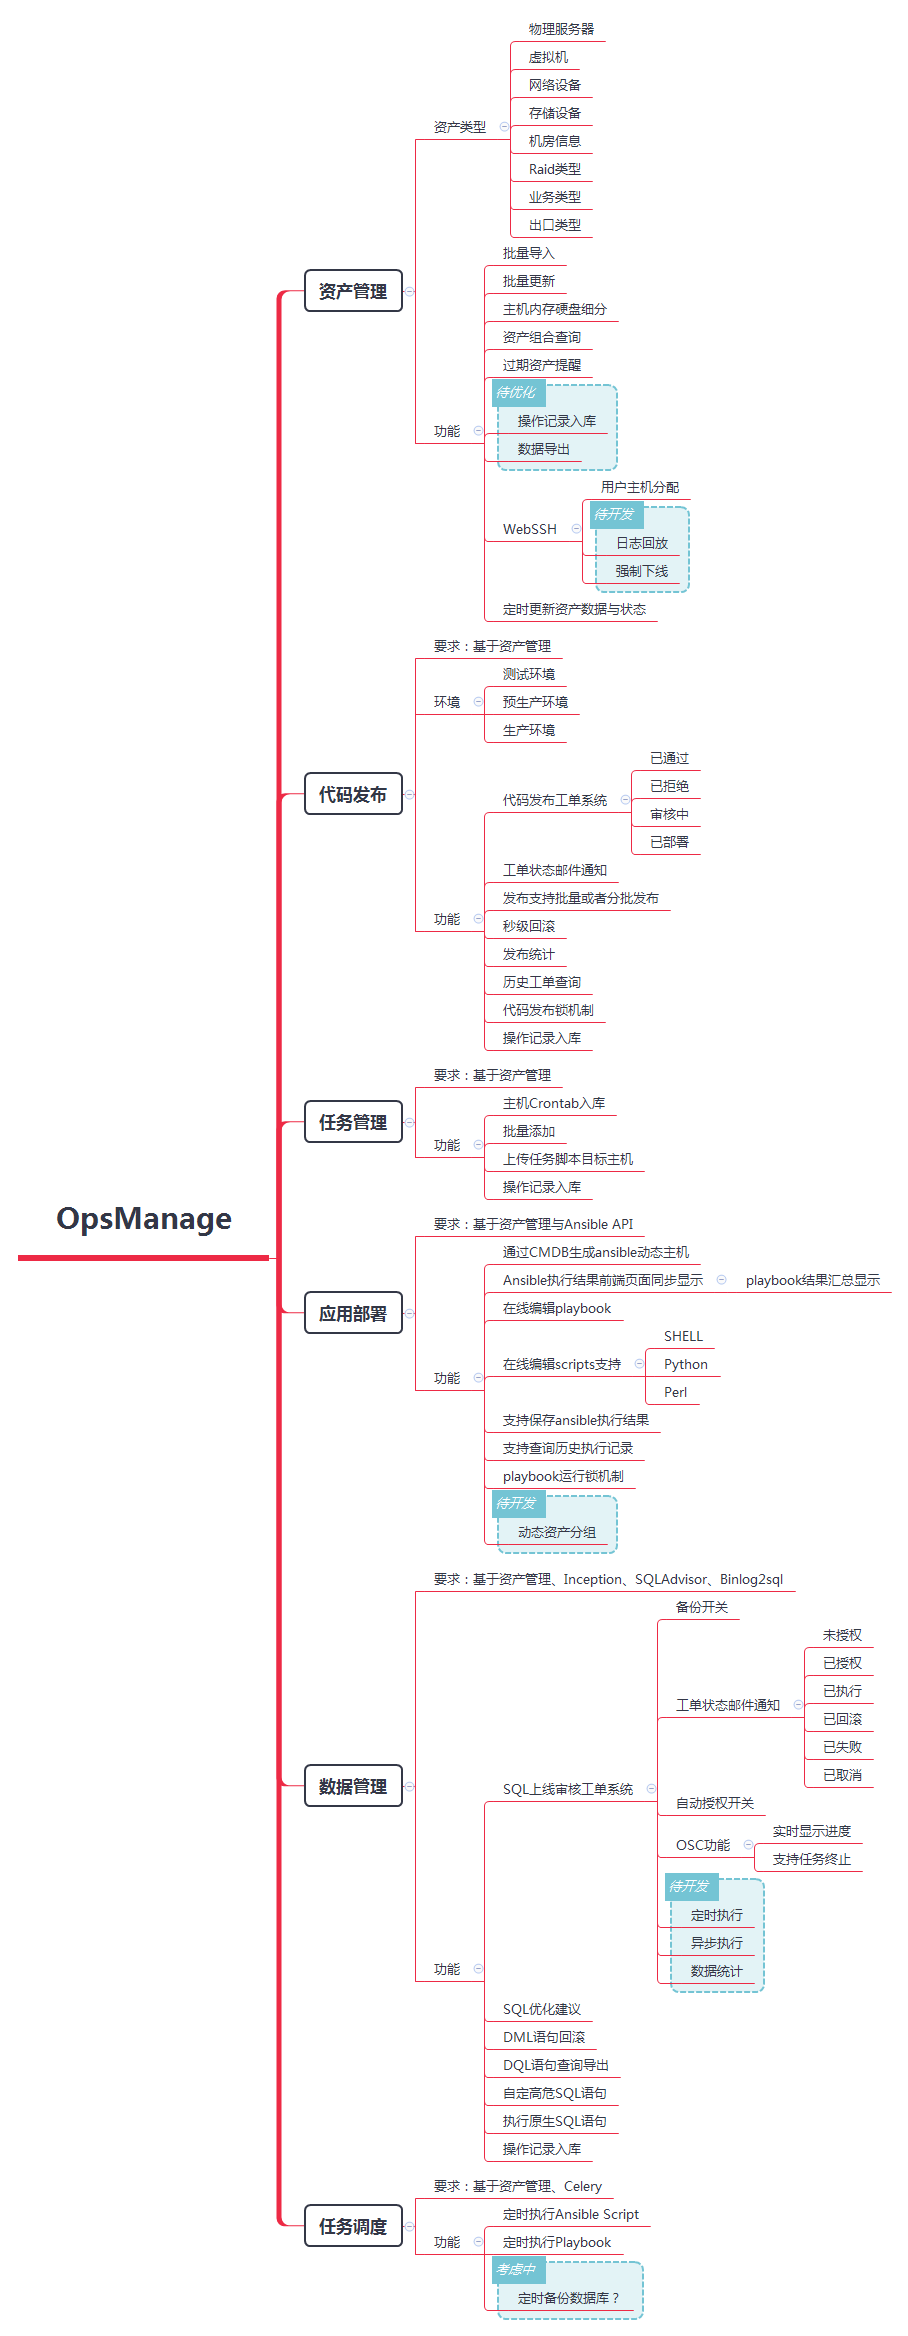 OpsManage
资产管理
资产类型
物理服务器
虚拟机
网络设备
存储设备
机房信息
Raid类型
业务类型
出口类型
功能
批量导入
批量更新
主机内存硬盘细分
资产组合查询
过期资产提醒
待优化
操作记录入库
数据导出
WebSSH
用户主机分配
待开发
日志回放
强制下线
定时更新资产数据与状态
代码发布
要求：基于资产管理
环境
测试环境
预生产环境
生产环境
功能
代码发布工单系统
已通过
已拒绝
审核中
已部署
工单状态邮件通知
发布支持批量或者分批发布
秒级回滚
发布统计
历史工单查询
代码发布锁机制
操作记录入库
任务管理
要求：基于资产管理
功能
主机Crontab入库
批量添加
上传任务脚本目标主机
操作记录入库
应用部署
要求：基于资产管理与Ansible API
功能
通过CMDB生成ansible动态主机
Ansible执行结果前端页面同步显示
playbook结果汇总显示
在线编辑playbook
在线编辑scripts支持
SHELL
Python
Perl
支持保存ansible执行结果
支持查询历史执行记录
playbook运行锁机制
待开发
动态资产分组
数据管理
要求：基于资产管理、Inception、SQLAdvisor、Binlog2sql
功能
SQL上线审核工单系统
备份开关
工单状态邮件通知
未授权
已授权
已执行
已回滚
已失败
已取消
自动授权开关
OSC功能
实时显示进度
支持任务终止
待开发
定时执行
异步执行
数据统计
SQL优化建议
DML语句回滚
DQL语句查询导出
自定高危SQL语句
执行原生SQL语句
操作记录入库
任务调度
要求：基于资产管理、Celery
功能
定时执行Ansible Script
定时执行Playbook
考虑中
定时备份数据库？